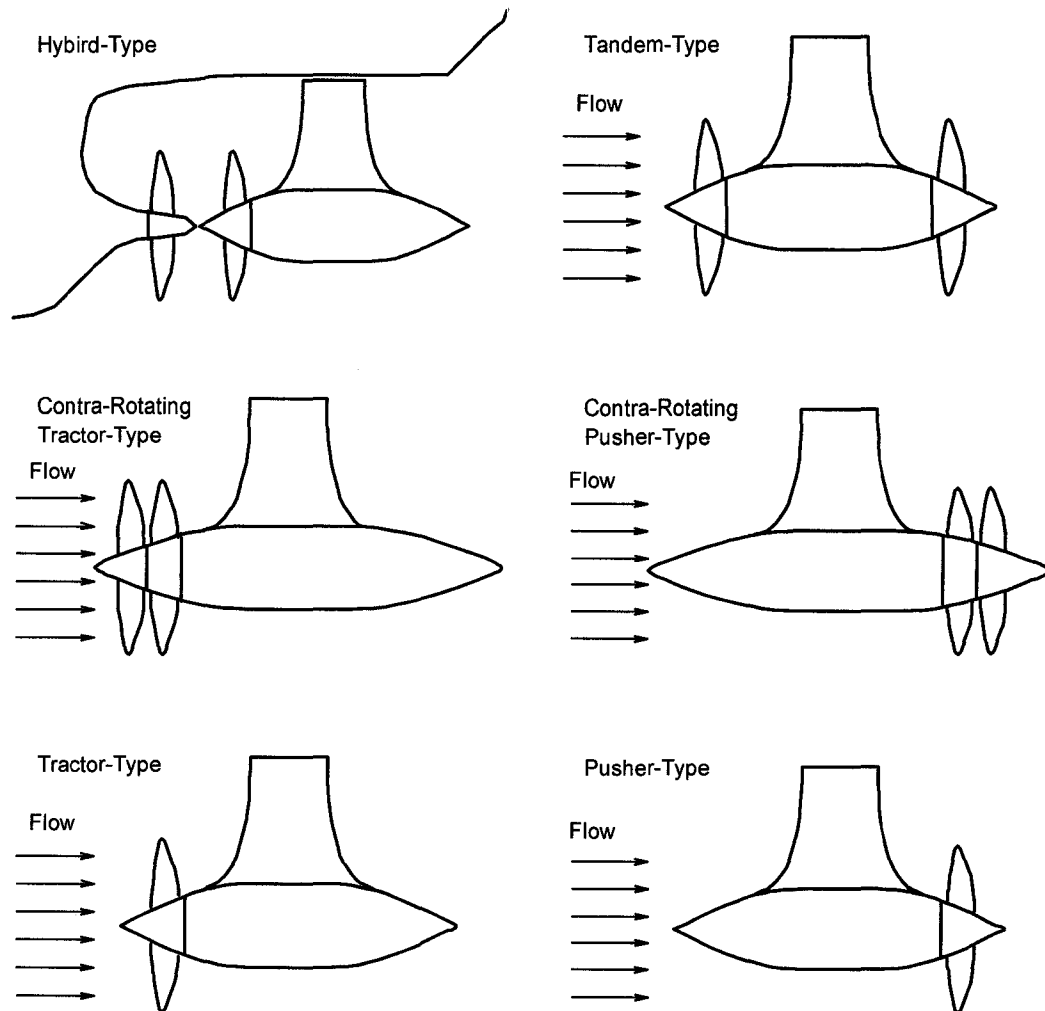 Hybird-Type
Tandem-Type
Flow
Contra-Rotating
Tractor-Type
Flow
Contra-Rotating
Pusher-Type
Flow
Tractor-Type
Flow
Pusher-Type
Flow